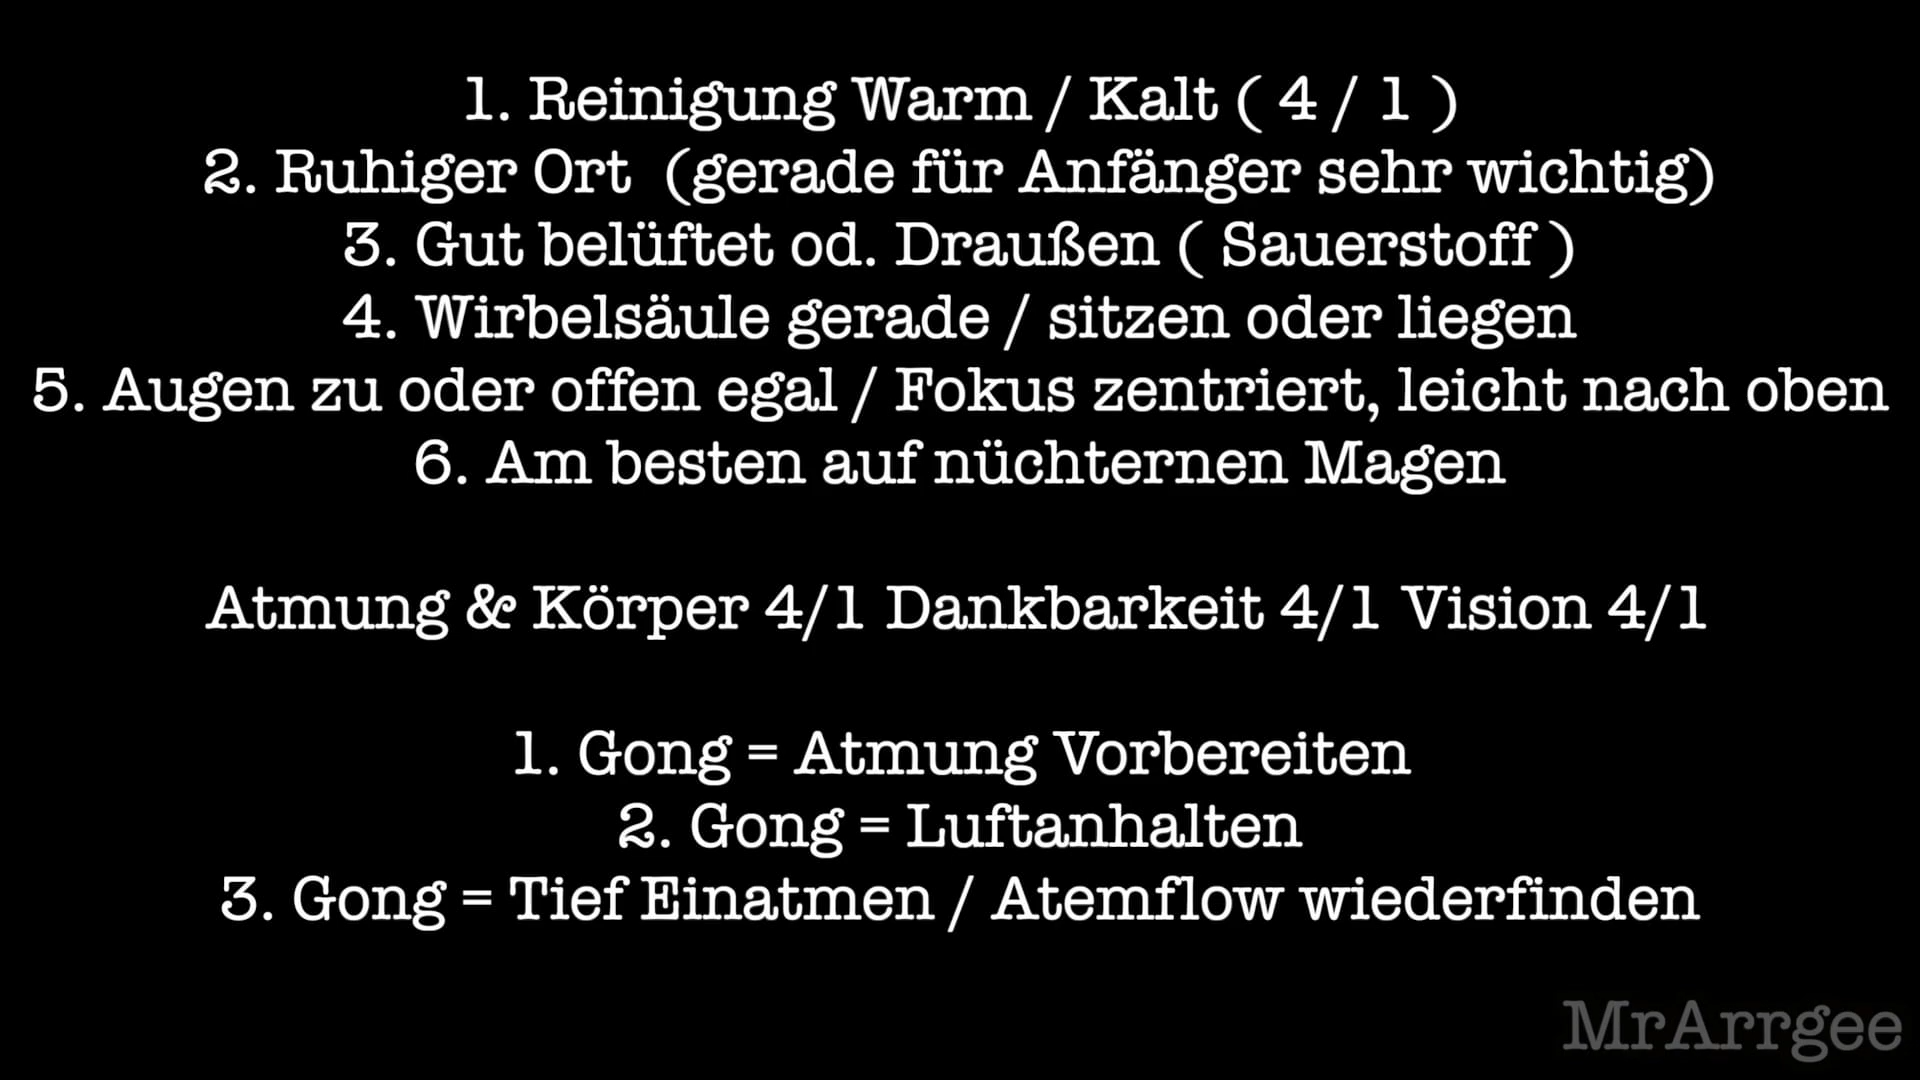 1. Reinigung Warm / Kalt ( 4 / 1 )
2. Ruhiger Ort (gerade für Anfänger sehr wichtig)
3. Gut belüftet od. Draußen ( Sauerstoff )
4. Wirbelsäule gerade / sitzen oder liegen
5. Augen zu oder offen egal / Fokus zentriert, leicht nach oben
6. Am besten auf nüchternen Magen
Atmung & Körper 4/1 Dankbarkeit 4/1 Vision 4/1
1. Gong = Atmung Vorbereiten
2. Gong = Luftanhalten
3. Gong = Tief Einatmen / Atemflow wiederfinden
MrArrgee